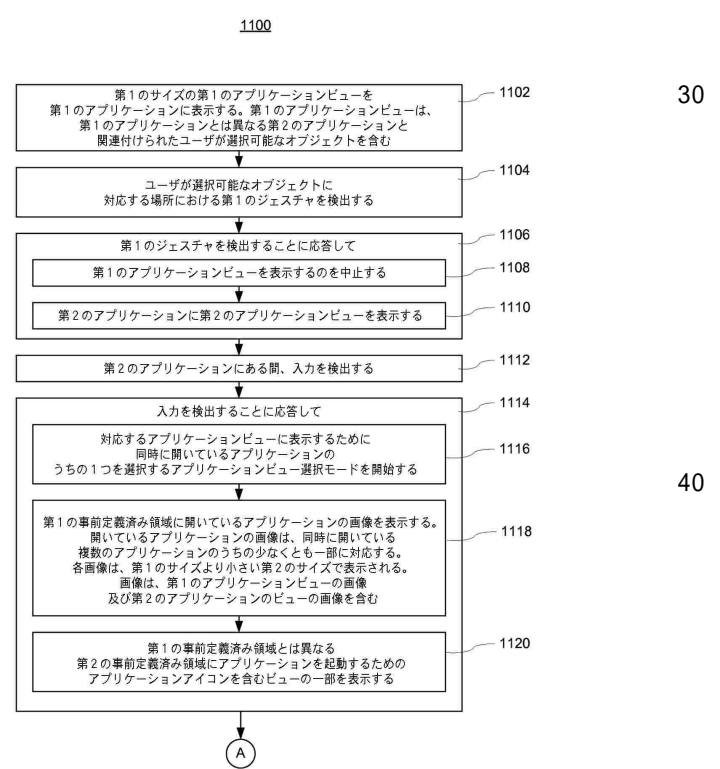 1100
第1のサイズの第1のアプリケーションビューを
第1のアプリケーションに表示する。第1のアプリケーションビューは、
第1のアプリケーションとは異なる第2のアプリケーションと
関連付けられたユーザが選択可能なオブジェクトを含む
1102
30
ユーザが選択可能なオブジェクトに
対応する場所における第1のジェスチャを検出する
1104
第1のジェスチャを検出することに応答して
1106
第1のアプリケーションビューを表示するのを中止する
1108
第2のアプリケーションに第2のアプリケーションビューを表示する
1110
第2のアプリケーションにある間、入力を検出する
1112
入力を検出することに応答して
1114
対応するアプリケーションビューに表示するために
同時に開いているアプリケーションの
うちの1つを選択するアプリケーションビュー選択モードを開始する
1116
40
第1の事前定義済み領域に開いているアプリケーションの画像を表示する。
開いているアプリケーションの画像は、同時に開いている
複数のアプリケーションのうちの少なくとも一部に対応する。
各画像は、第1のサイズより小さい第2のサイズで表示される。
画像は、第1のアプリケーションビューの画像
及び第2のアプリケーションのビューの画像を含む
1118
第1の事前定義済み領域とは異なる
第2の事前定義済み領域にアプリケーションを起動するための
アプリケーションアイコンを含むビューの一部を表示する
1120
A